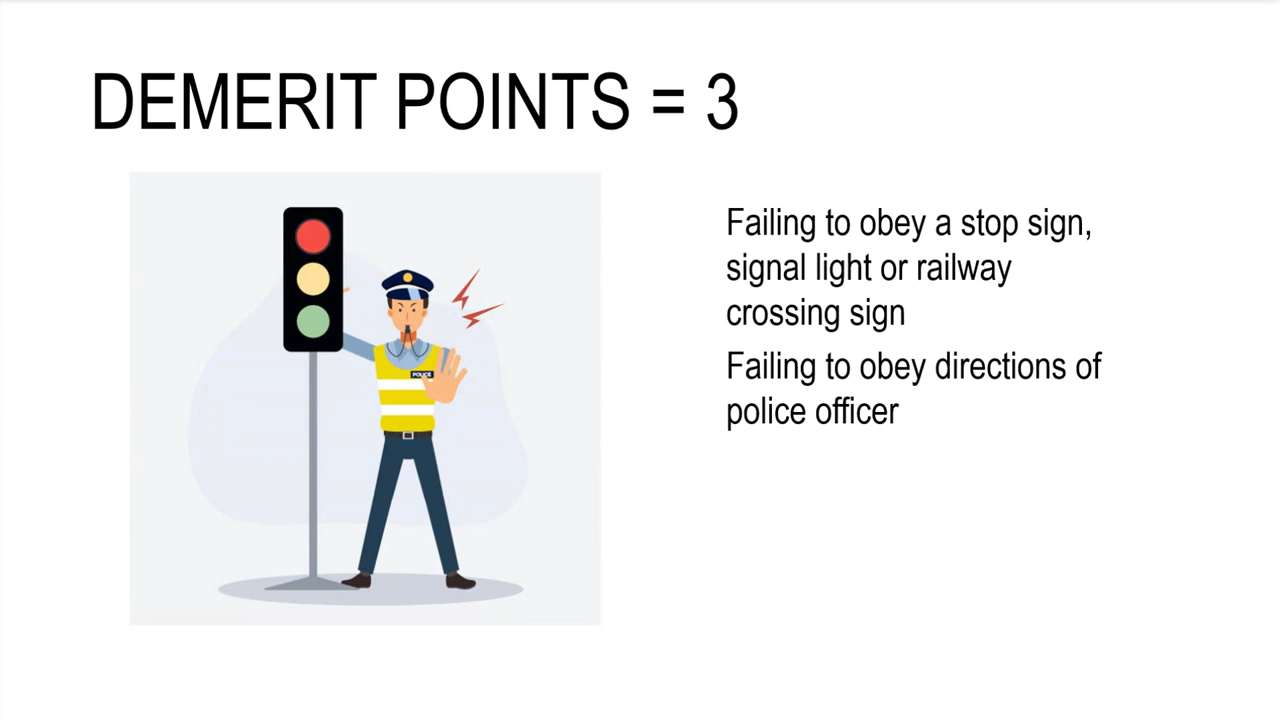 DEMERIT POINTS = 3
Failing to obey a stop sign,
signal light or railway
crossing sign
Failing to obey directions of
police officer
POLICE